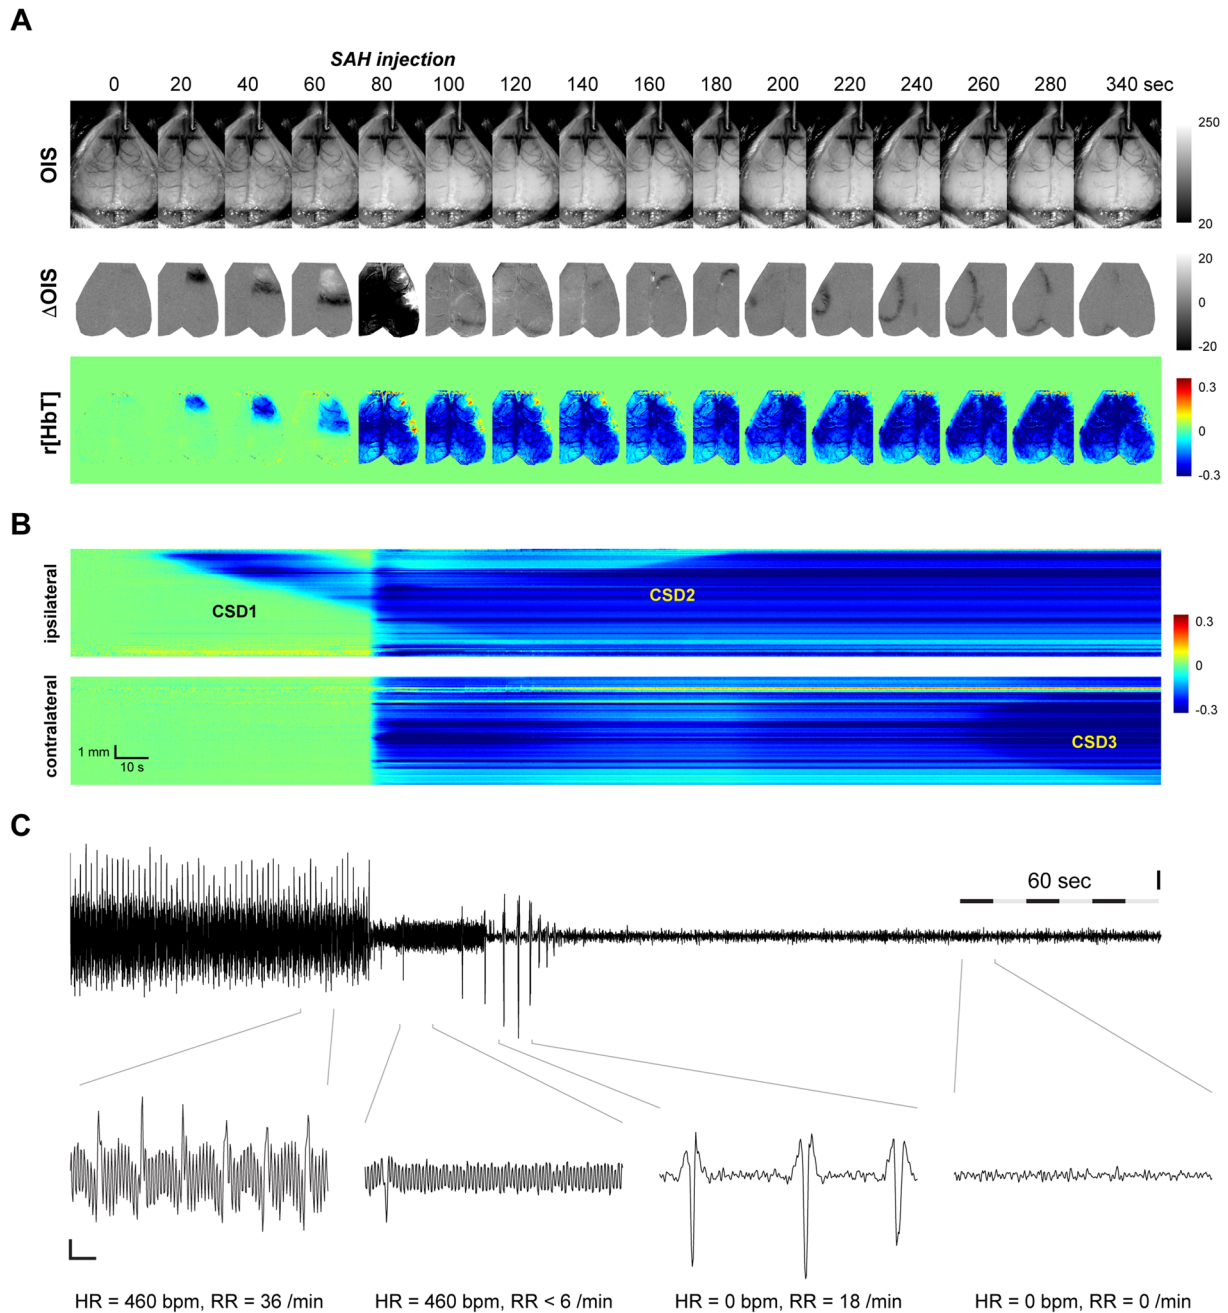 A
SAH injection
0 20 40 60 80 100 120 140 160 180 200 220 240 260 280 340 sec
OIS
250
20
ΔOIS
20
0
-20
r[HbT]
0.3
0
-0.3
B
ipsilateral
CSD1
CSD2
0.3
0
-0.3
contralateral
1 mm
10 s
CSD3
C
60 sec
HR = 460 bpm, RR = 36 /min
HR = 460 bpm, RR < 6 /min
HR = 0 bpm, RR = 18 /min
HR = 0 bpm, RR = 0 /min